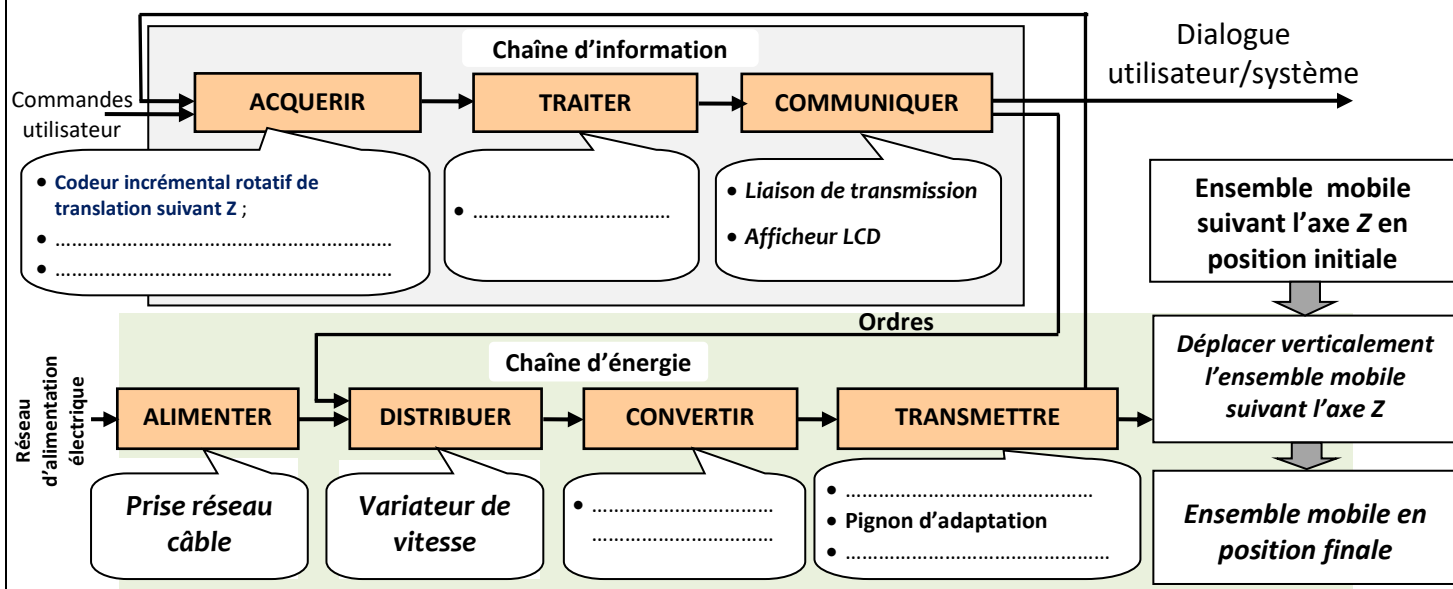 Chaîne d’information
Dialogue
utilisateur/système
Commandes
utilisateur
ACQUERIR
TRAITER
COMMUNIQUER
• Codeur incrémental rotatif de
translation suivant Z ;
• ................................................................
• ................................................................
• ......................................
• Liaison de transmission
• Afficheur LCD
Ensemble mobile
suivant l’axe Z en
position initiale
Ordres
Chaîne d’énergie
Réseau
d’alimentation
électrique
ALIMENTER
DISTRIBUER
CONVERTIR
TRANSMETTRE
Déplacer verticalement
l’ensemble mobile
suivant l’axe Z
Prise réseau
câble
Variateur de
vitesse
• ..................................
..................................
• ...............................................
• Pignon d’adaptation
• ..................................................
Ensemble mobile en
position finale